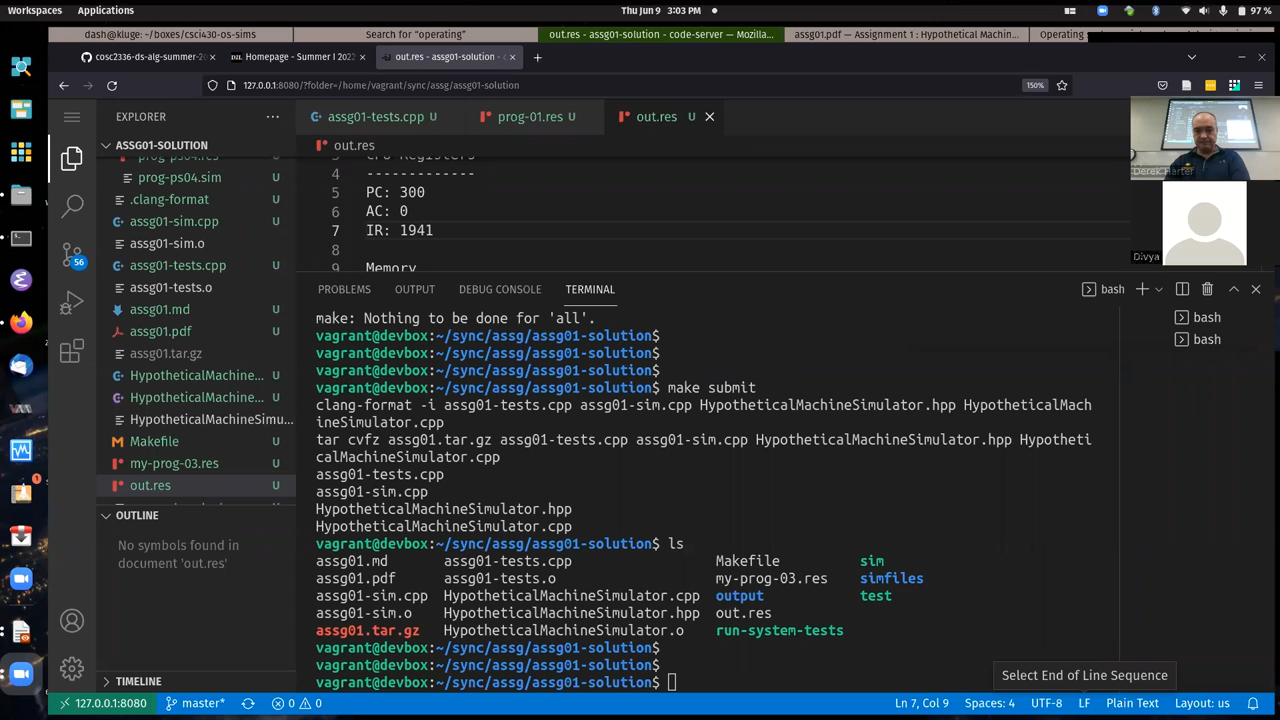 Workspaces Applications Thu Jun 9 3:03 PM 97 %
dash@kluge: ~/boxes/csci430-os-sims Search for "operating" out.res - assg01-solution - code-server — Mozilla... assg01.pdf — Assignment 1 : Hypothetical Machin... Operating
cosc2336-ds-alg-summer-20 Homepage - Summer I 2022 out.res - assg01-solution - c
127.0.0.1:8080/?folder=/home/vagrant/sync/assg/assg01-solution 150%
EXPLORER assg01-tests.cpp U prog-01.res U out.res U
ASSG01-SOLUTION out.res
prog-ps04.res U
prog-ps04.sim U
.clang-format U
assg01-sim.cpp U
assg01-sim.o
assg01-tests.cpp U
assg01-tests.o
assg01.md U
assg01.pdf U
assg01.tar.gz
HypotheticalMachine... U
HypotheticalMachine... U
HypotheticalMachineSimu...
Makefile U
my-prog-03.res U
out.res U
OUTLINE
No symbols found in
document 'out.res'
TIMELINE
3 CPU Registers
4 -------------
5 PC: 300
6 AC: 0
7 IR: 1941
8
9 Memory
Derek Harter
Divya
PROBLEMS OUTPUT DEBUG CONSOLE TERMINAL bash
bash
bash
make: Nothing to be done for 'all'.
vagrant@devbox:~/sync/assg/assg01-solution$
vagrant@devbox:~/sync/assg/assg01-solution$
vagrant@devbox:~/sync/assg/assg01-solution$
vagrant@devbox:~/sync/assg/assg01-solution$ make submit
clang-format -i assg01-tests.cpp assg01-sim.cpp HypotheticalMachineSimulator.hpp HypotheticalMach
ineSimulator.cpp
tar cvfz assg01.tar.gz assg01-tests.cpp assg01-sim.cpp HypotheticalMachineSimulator.hpp Hypotheti
calMachineSimulator.cpp
assg01-tests.cpp
assg01-sim.cpp
HypotheticalMachineSimulator.hpp
HypotheticalMachineSimulator.cpp
vagrant@devbox:~/sync/assg/assg01-solution$ ls
assg01.md assg01-tests.cpp Makefile sim
assg01.pdf assg01-tests.o my-prog-03.res simfiles
assg01-sim.cpp HypotheticalMachineSimulator.cpp output test
assg01-sim.o HypotheticalMachineSimulator.hpp out.res
assg01.tar.gz HypotheticalMachineSimulator.o run-system-tests
vagrant@devbox:~/sync/assg/assg01-solution$
vagrant@devbox:~/sync/assg/assg01-solution$
vagrant@devbox:~/sync/assg/assg01-solution$
Select End of Line Sequence
56
1
127.0.0.1:8080 master* 0 0 Ln 7, Col 9 Spaces: 4 UTF-8 LF Plain Text Layout: us